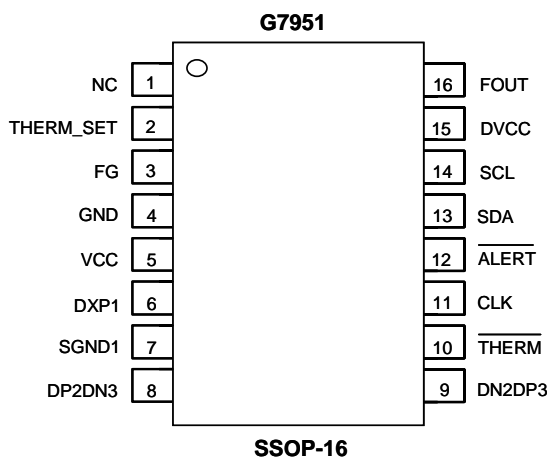 G7951
NC 1 16 FOUT
THERM_SET 2 15 DVCC
FG 3 14 SCL
GND 4 13 SDA
VCC 5 12 ALERT
DXP1 6 11 CLK
SGND1 7 10 THERM
DP2DN3 8 9 DN2DP3
SSOP-16